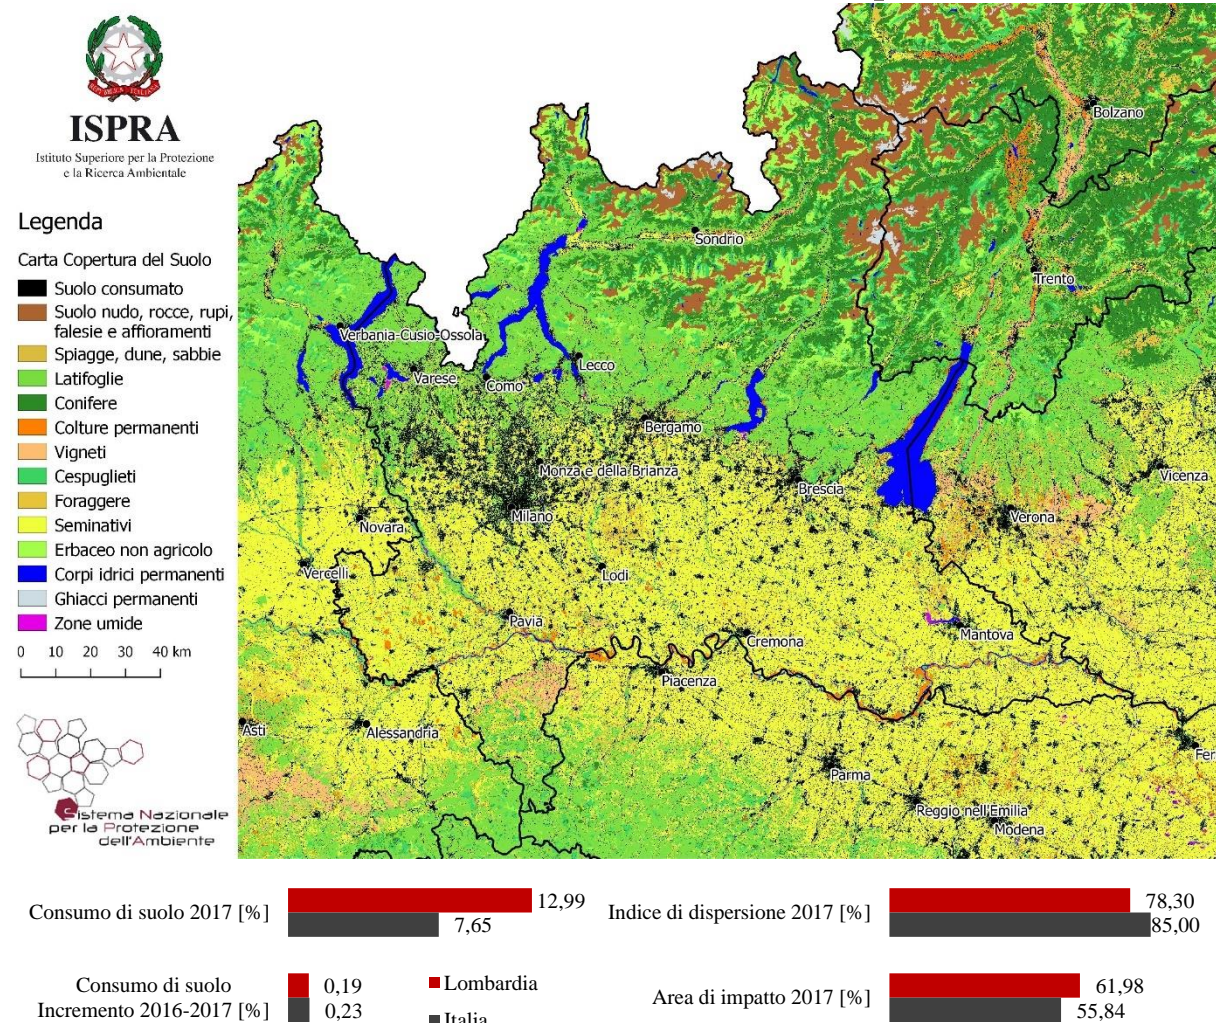 REPVBBLICA ITALIANA
ISPRA
Istituto Superiore per la Protezione
e la Ricerca Ambientale
Legenda
Carta Copertura del Suolo
Suolo consumato
Suolo nudo, rocce, rupi,
falesie e affioramenti
Spiagge, dune, sabbie
Latifoglie
Conifere
Colture permanenti
Vigneti
Cespuglieti
Foraggere
Seminativi
Erbaceo non agricolo
Corpi idrici permanenti
Ghiacci permanenti
Zone umide
0 10 20 30 40 km
Sistema Nazionale
per la Protezione
dell'Ambiente
Bolzano
Sondrio
Trento
Verbania-Cusio-Ossola
Varese
Como
Lecco
Bergamo
Monza e della Brianza
Brescia
Vicenza
Milano
Novara
Verona
Vercelli
Lodi
Pavia
Mantova
Cremona
Piacenza
Asti
Alessandria
Fer
Parma
Reggio nell'Emilia
Modena
Consumo di suolo 2017 [%]
12,99
7,65
Indice di dispersione 2017 [%]
78,30
85,00
Consumo di suolo
Incremento 2016-2017 [%]
0,19
0,23
Lombardia
Italia
Area di impatto 2017 [%]
61,98
55,84